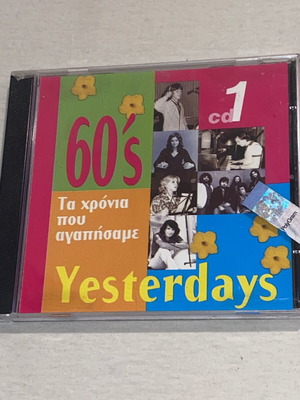 60's
cd 1
Τα χρόνια
που
αγαπήσαμε
Yesterdays